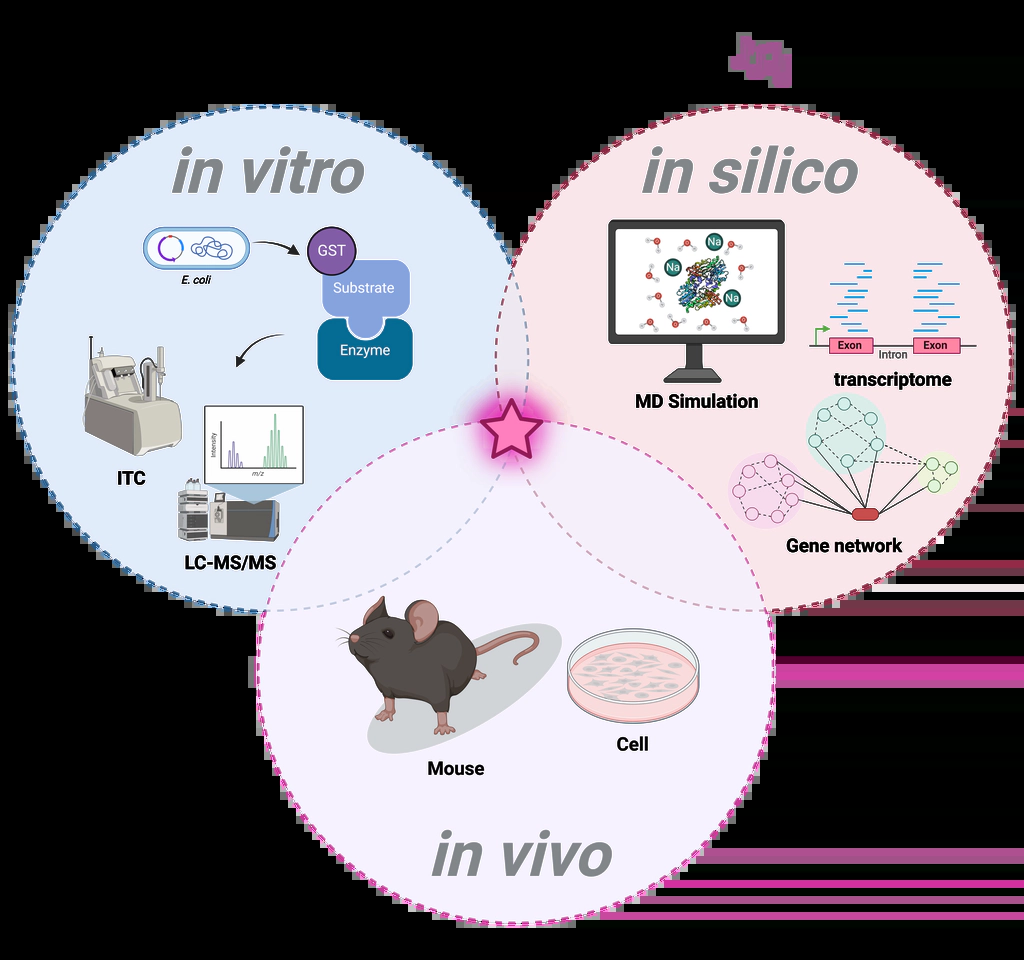 in vitro
E. coli
GST
Substrate
Enzyme
ITC
Intensity
m/z
LC-MS/MS
in silico
Na
Na
Na
MD Simulation
Exon
Intron
Exon
transcriptome
Gene network
Mouse
Cell
in vivo